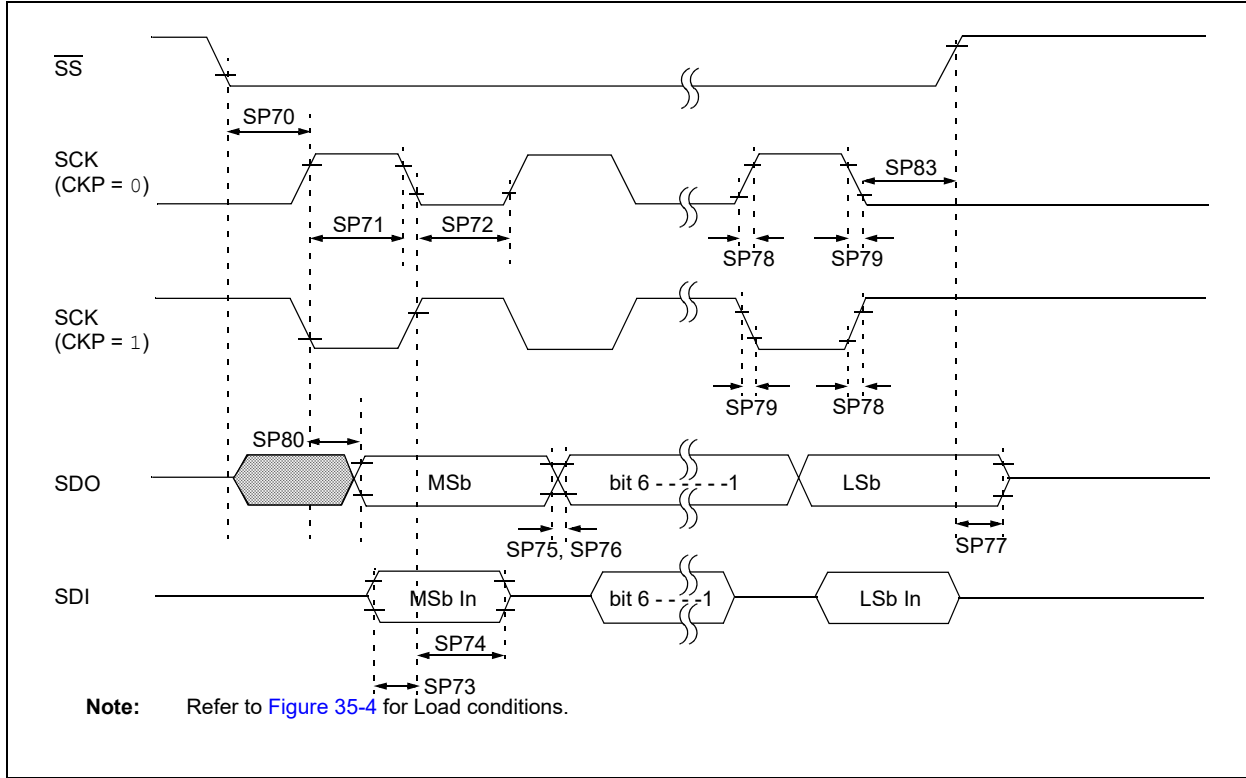 SS
SP70
SCK
(CKP = 0)
SP83
SP71
SP72
SP78
SP79
SCK
(CKP = 1)
SP79
SP78
SP80
SDO
MSb
bit 6 - - - - - -1
LSb
SP75, SP76
SP77
SDI
MSb In
bit 6 - - - -1
LSb In
SP74
SP73
Note: Refer to Figure 35-4 for Load conditions.